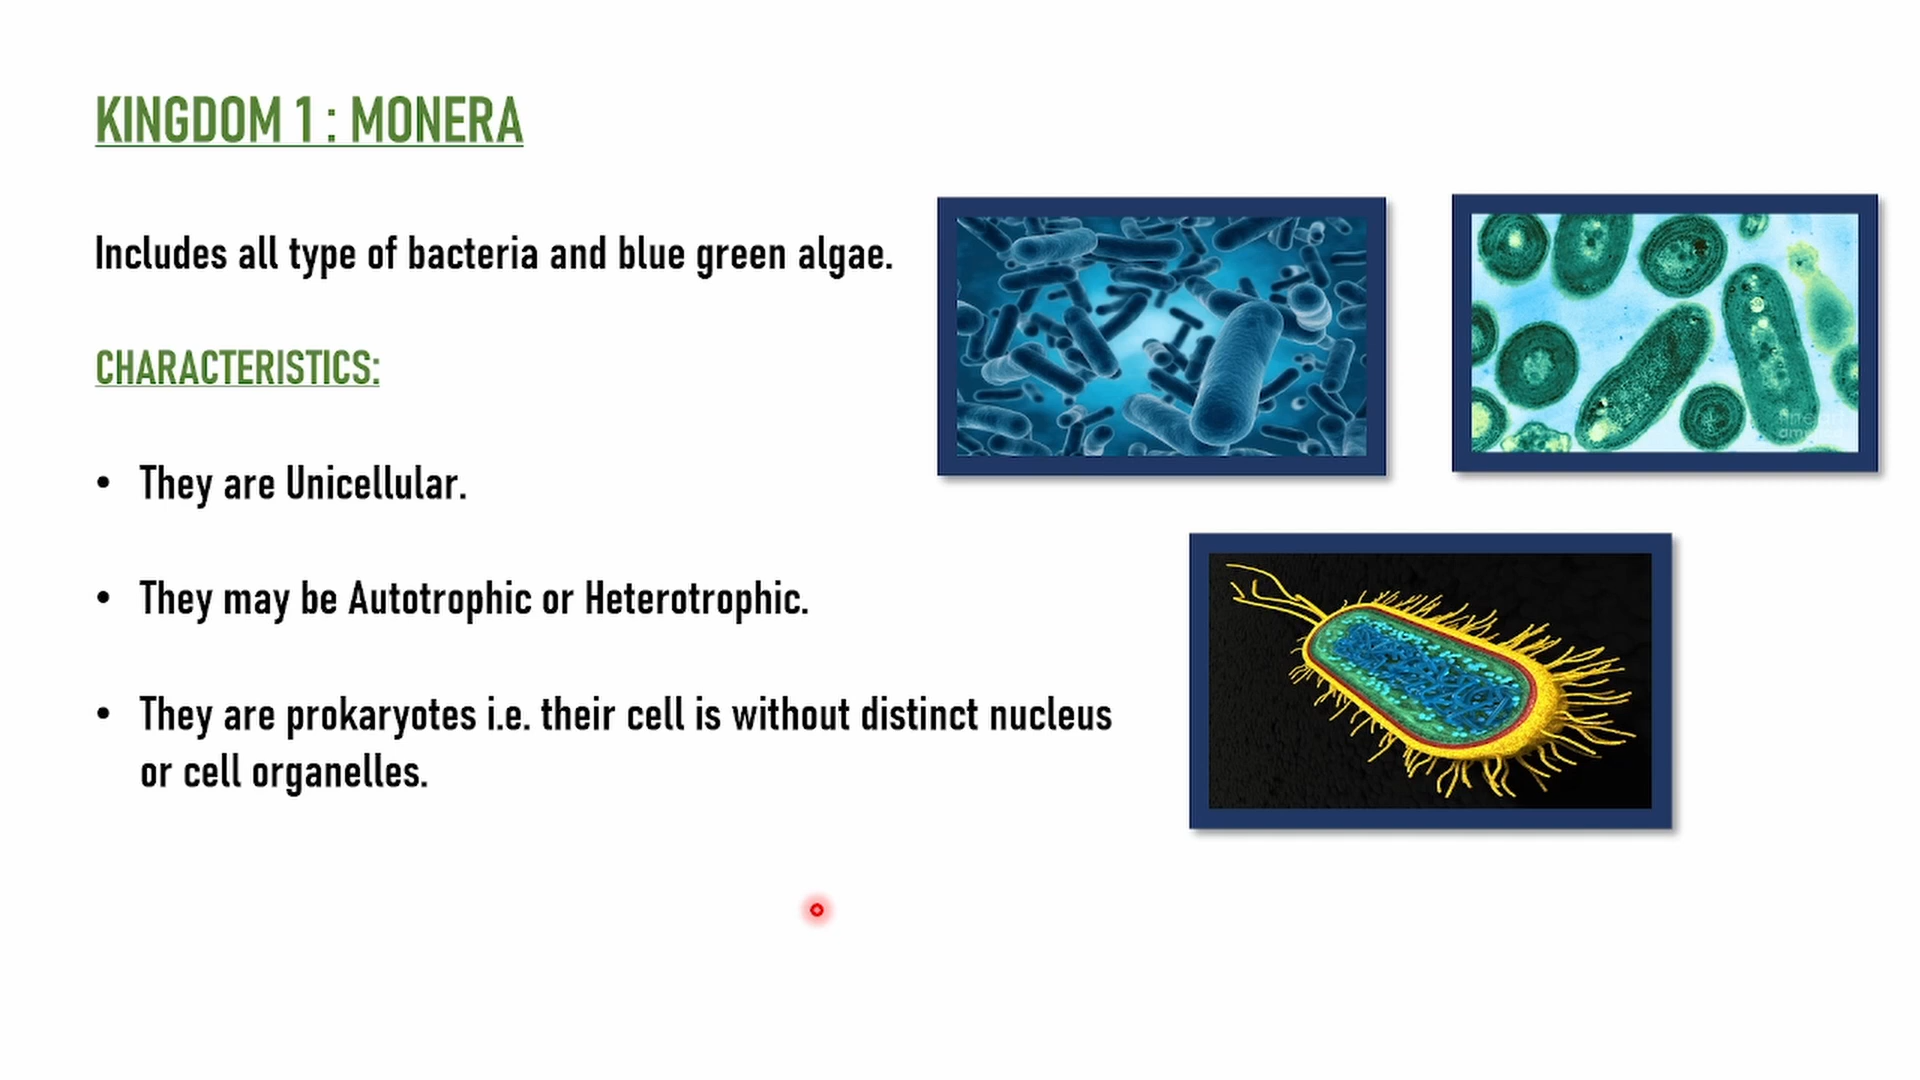 KINGDOM 1 : MONERA
Includes all type of bacteria and blue green algae.
CHARACTERISTICS:
• They are Unicellular.
• They may be Autotrophic or Heterotrophic.
• They are prokaryotes i.e. their cell is without distinct nucleus
or cell organelles.